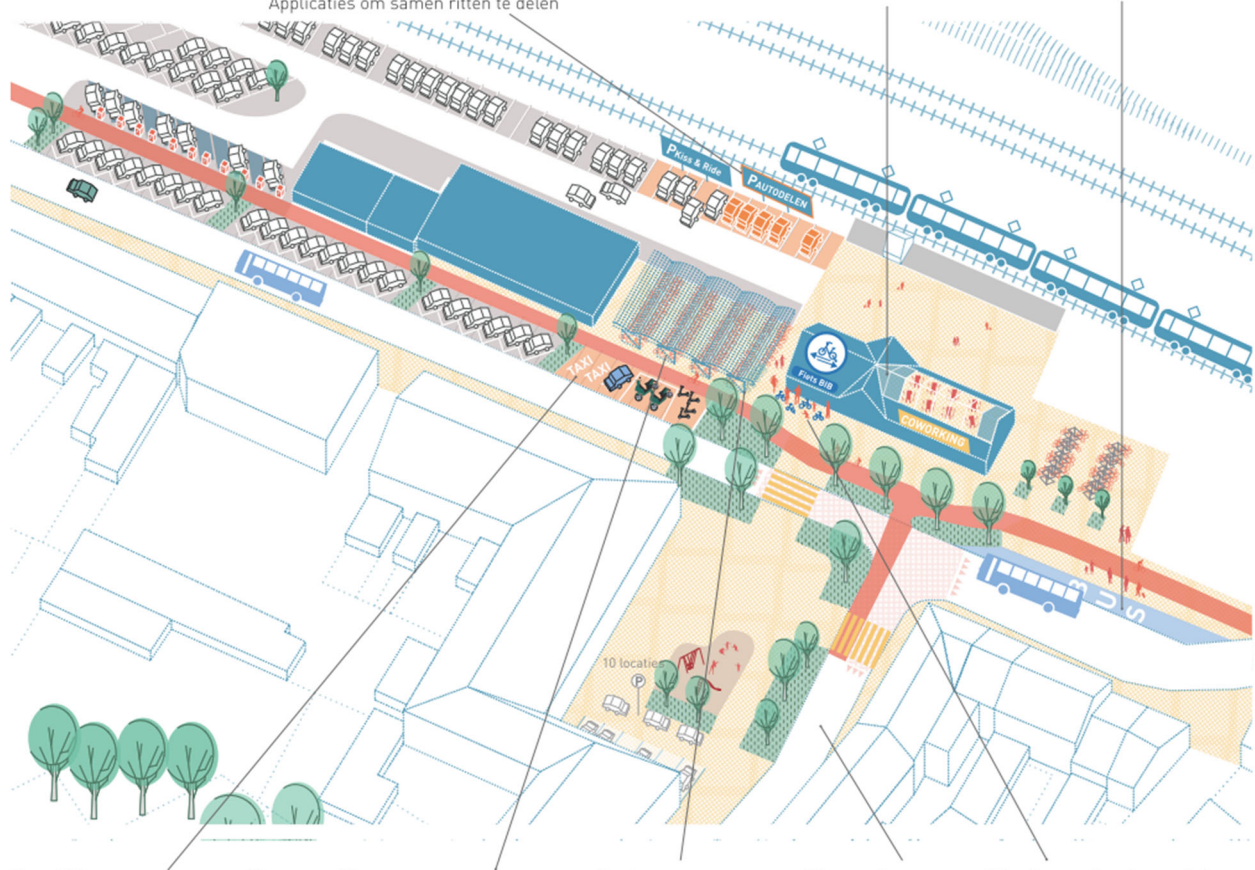 Applicaties om samen ritten te delen
P Kiss & Ride
P AUTODELEN
TAXI
TAXI
Fiets BIB
COWORKING
BUS
10 locaties
P